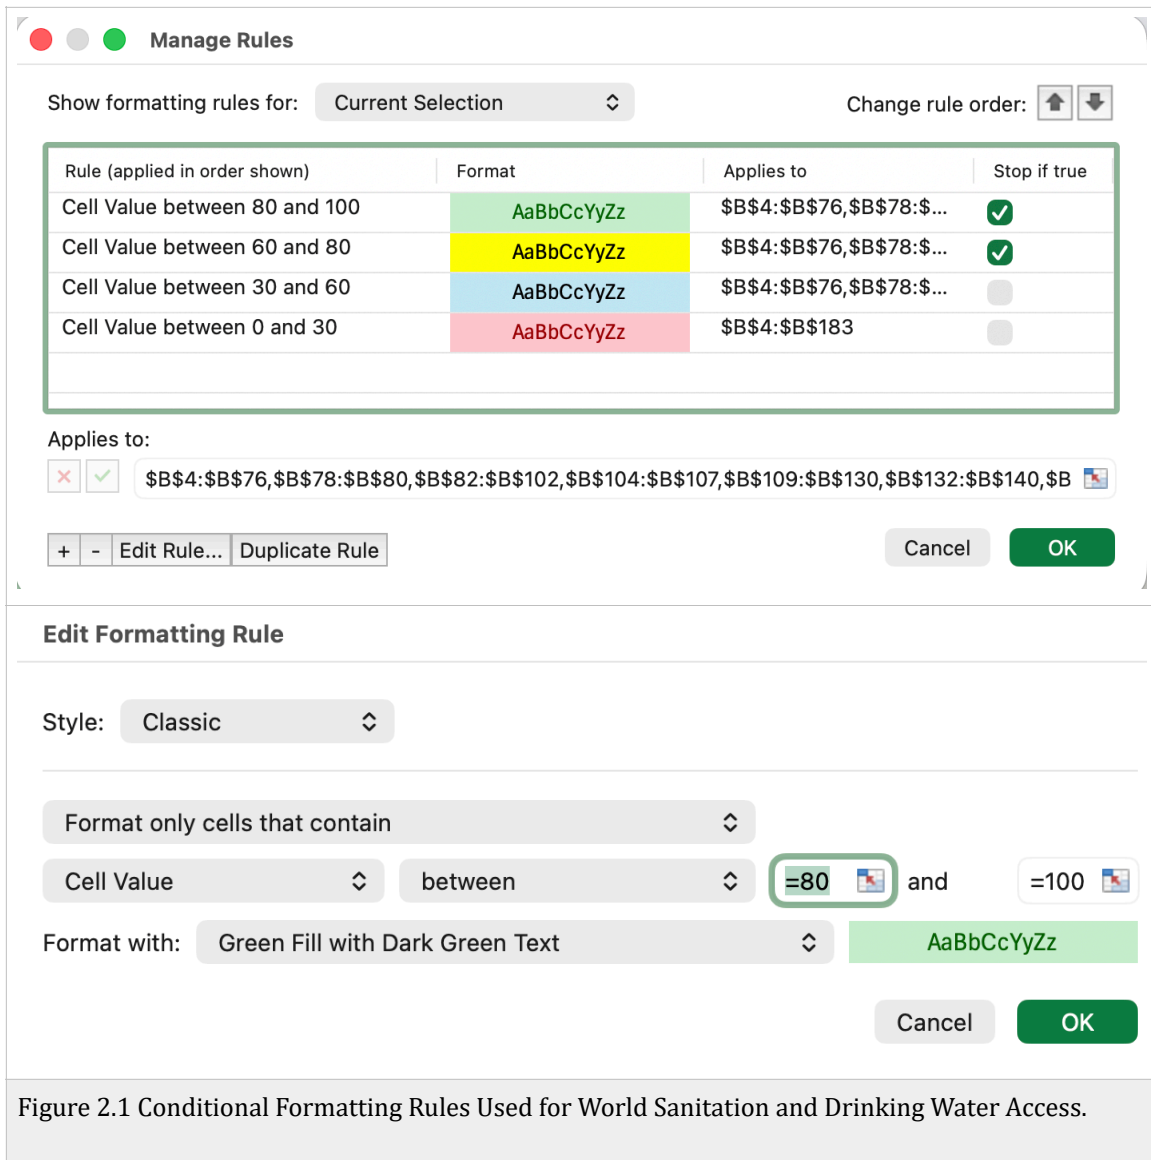 Manage Rules
Show formatting rules for: Current Selection Change rule order:
Rule (applied in order shown) Format Applies to Stop if true
Cell Value between 80 and 100 AaBbCcYyZz $B$4:$B$76,$B$78:$...
Cell Value between 60 and 80 AaBbCcYyZz $B$4:$B$76,$B$78:$...
Cell Value between 30 and 60 AaBbCcYyZz $B$4:$B$76,$B$78:$...
Cell Value between 0 and 30 AaBbCcYyZz $B$4:$B$183
Applies to:
$B$4:$B$76,$B$78:$B$80,$B$82:$B$102,$B$104:$B$107,$B$109:$B$130,$B$132:$B$140,$B
+ - Edit Rule... Duplicate Rule Cancel OK
Edit Formatting Rule
Style: Classic
Format only cells that contain
Cell Value between =80 and =100
Format with: Green Fill with Dark Green Text AaBbCcYyZz
Cancel OK
Figure 2.1 Conditional Formatting Rules Used for World Sanitation and Drinking Water Access.